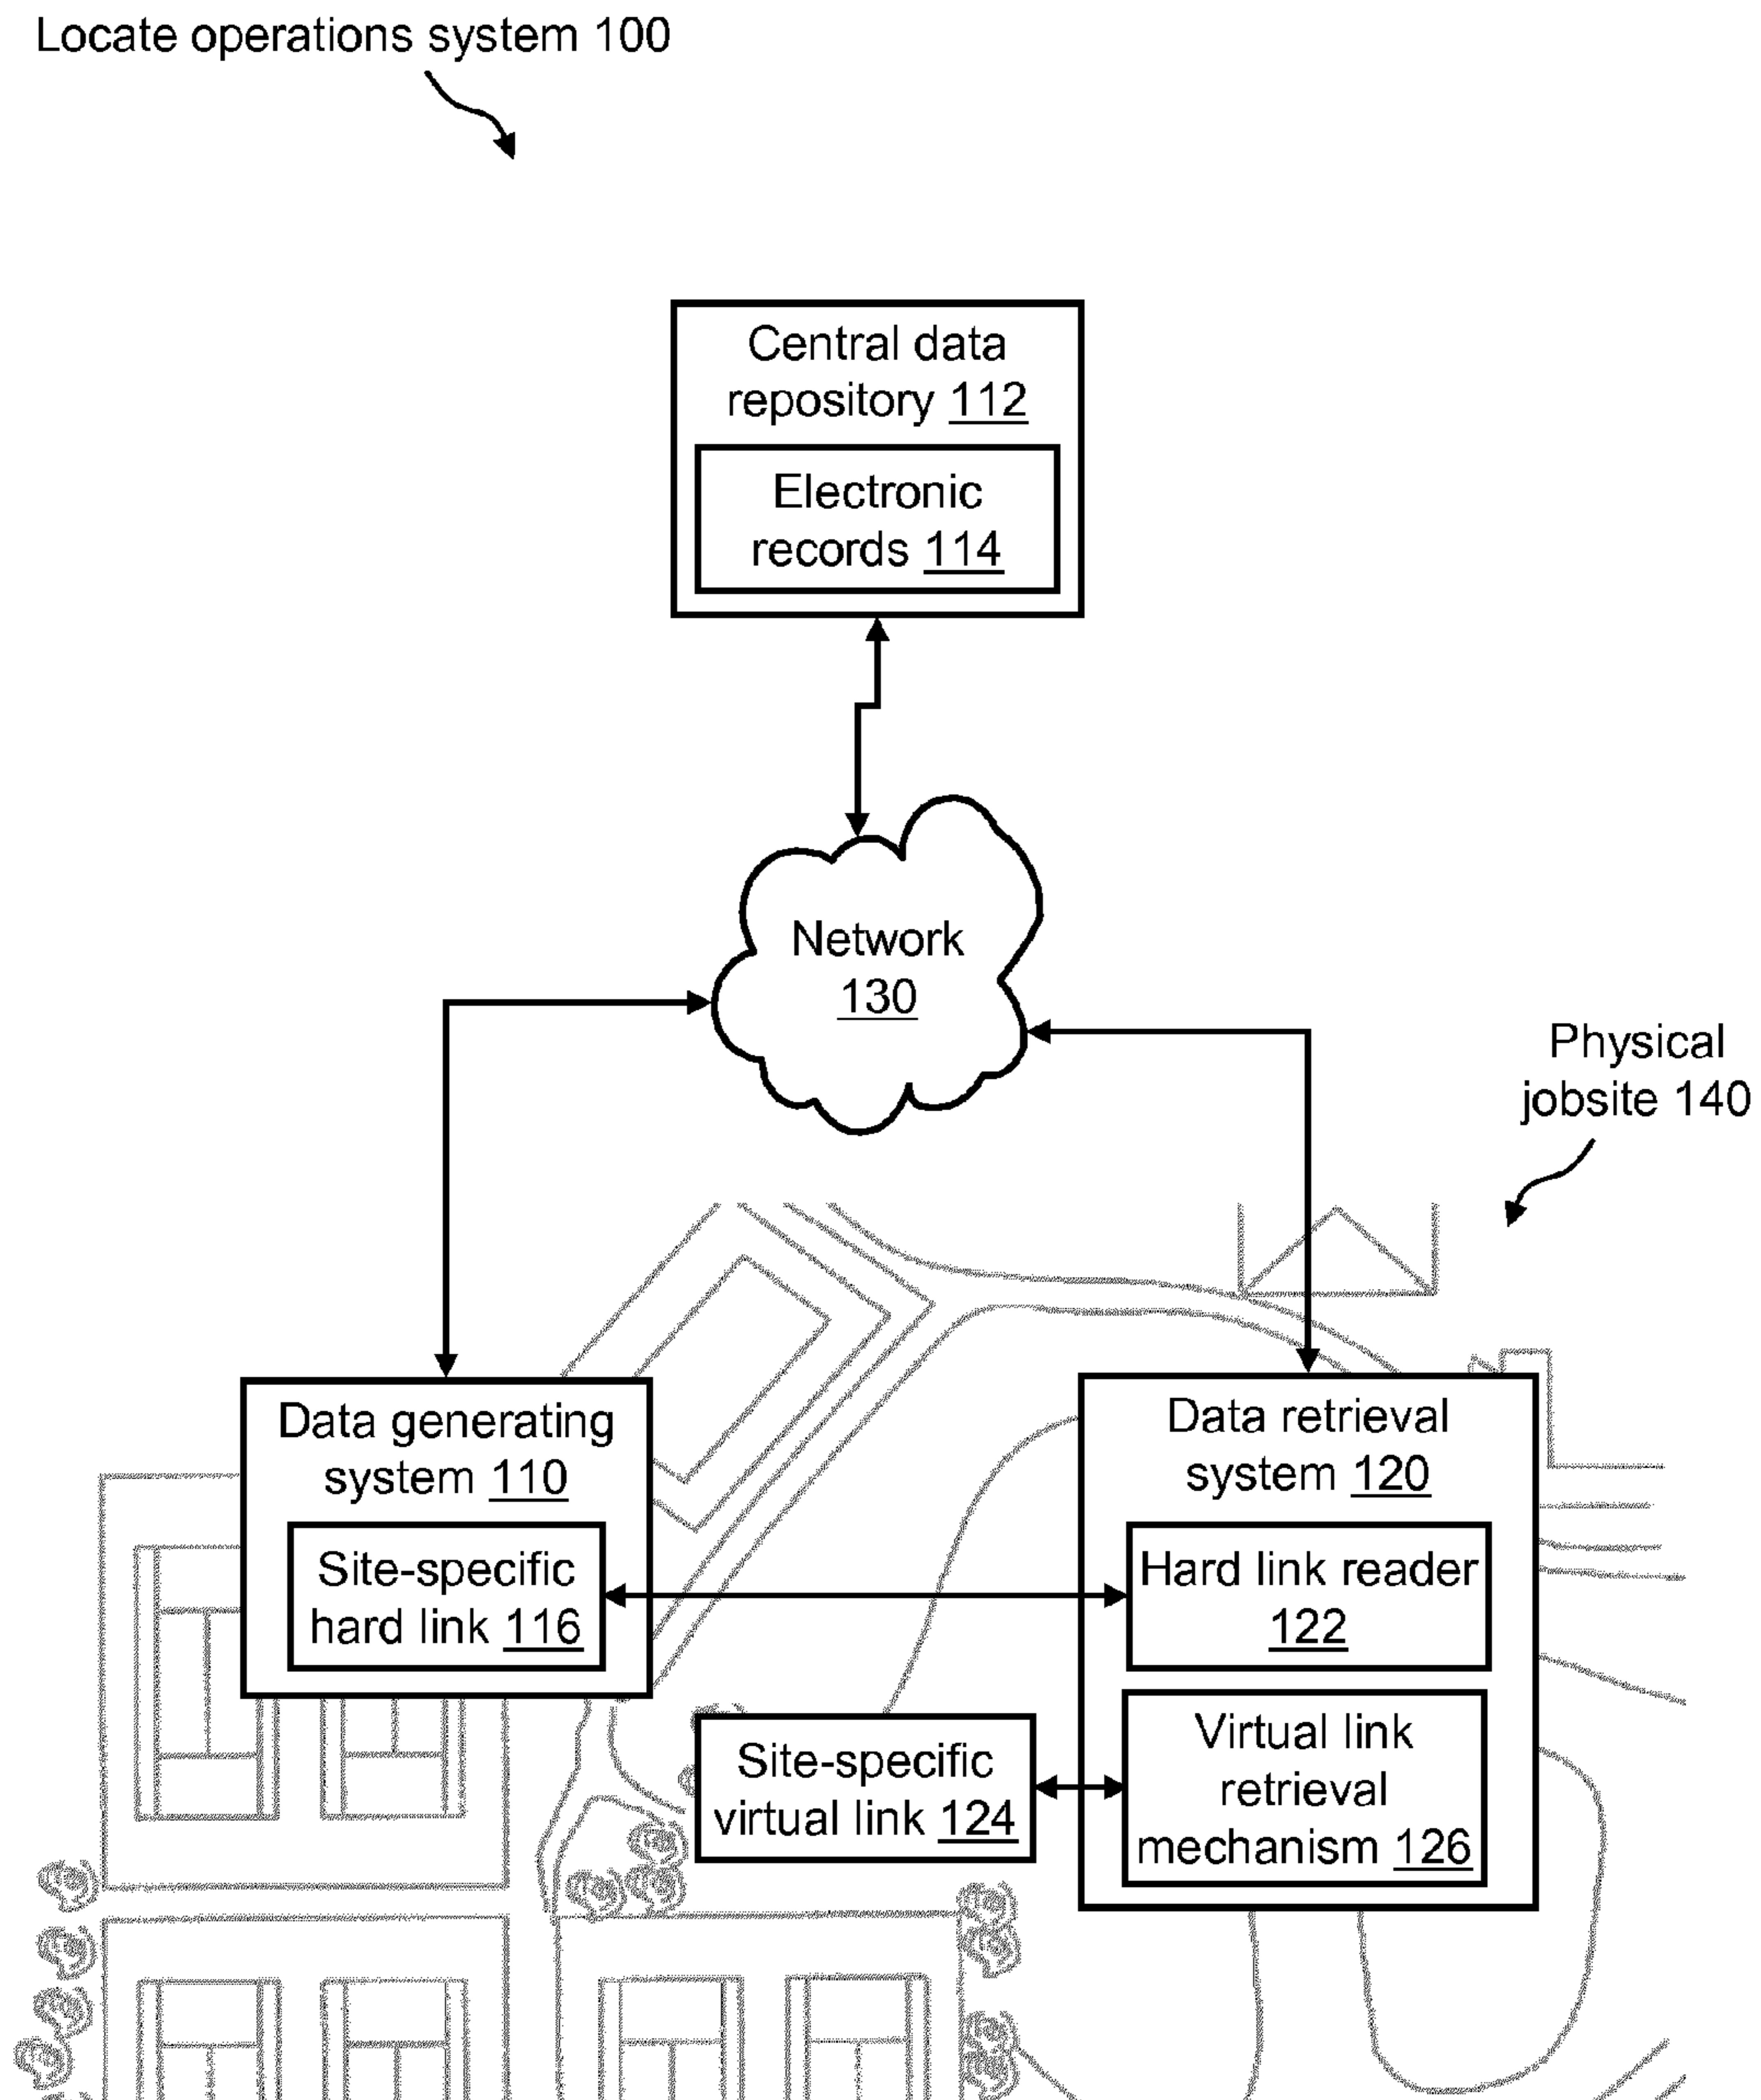 Locate operations system 100
Central data
repository 112
Electronic
records 114
Network
130
Physical
jobsite 140
Data generating
system 110
Site-specific
hard link 116
Data retrieval
system 120
Hard link reader
122
Site-specific
virtual link 124
Virtual link
retrieval
mechanism 126